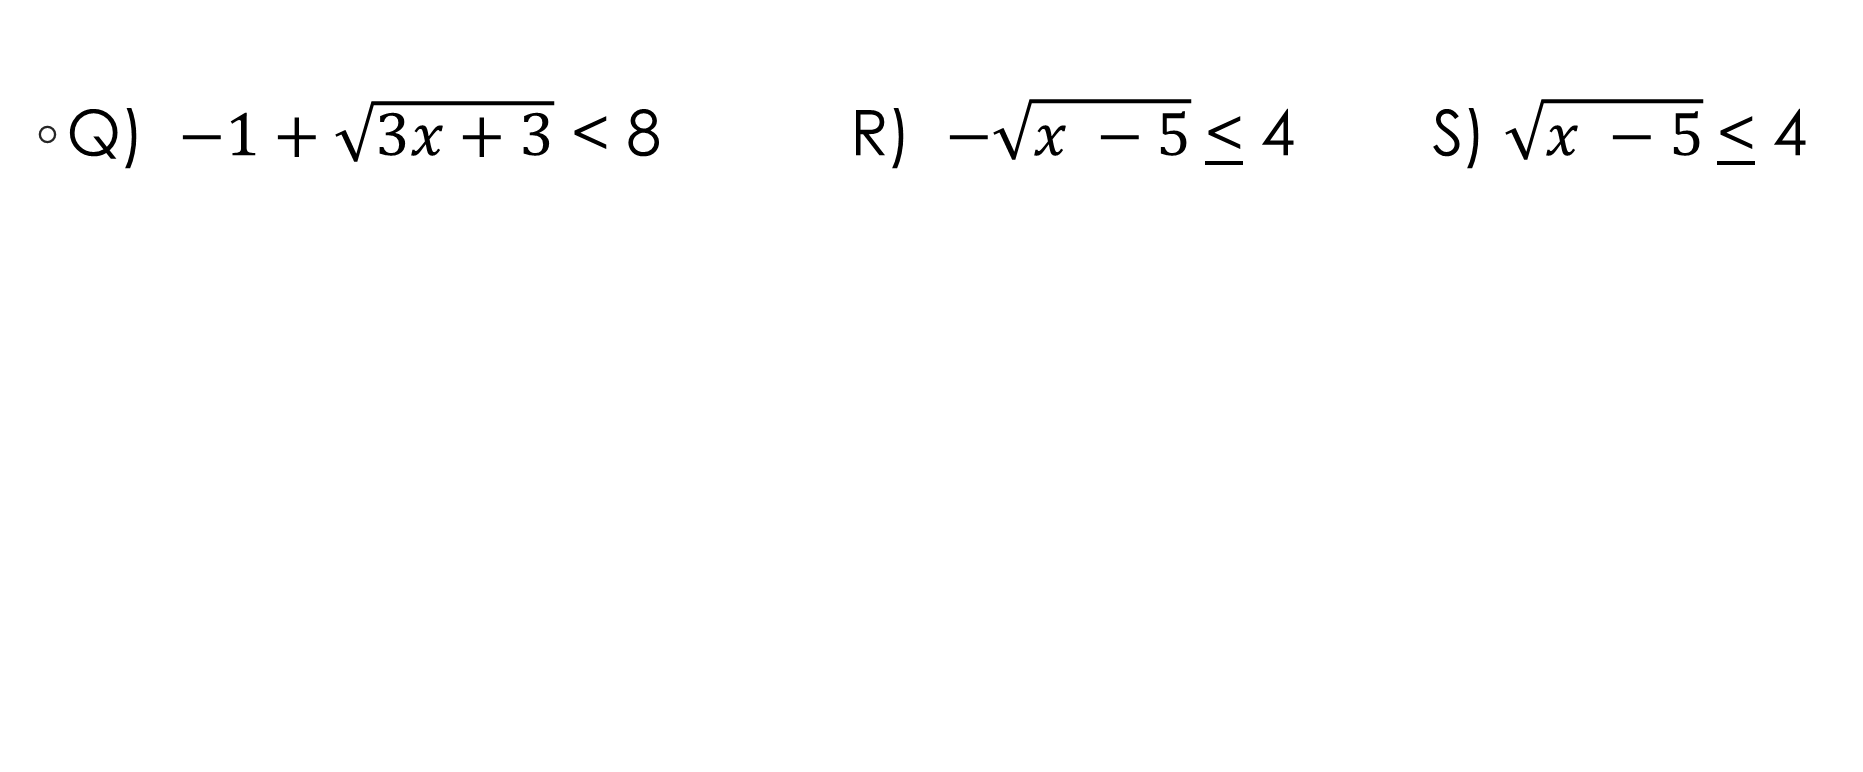 ◦ Q) −1 + √(3x + 3) < 8 R) −√(x − 5) ≤ 4 S) √(x − 5) ≤ 4